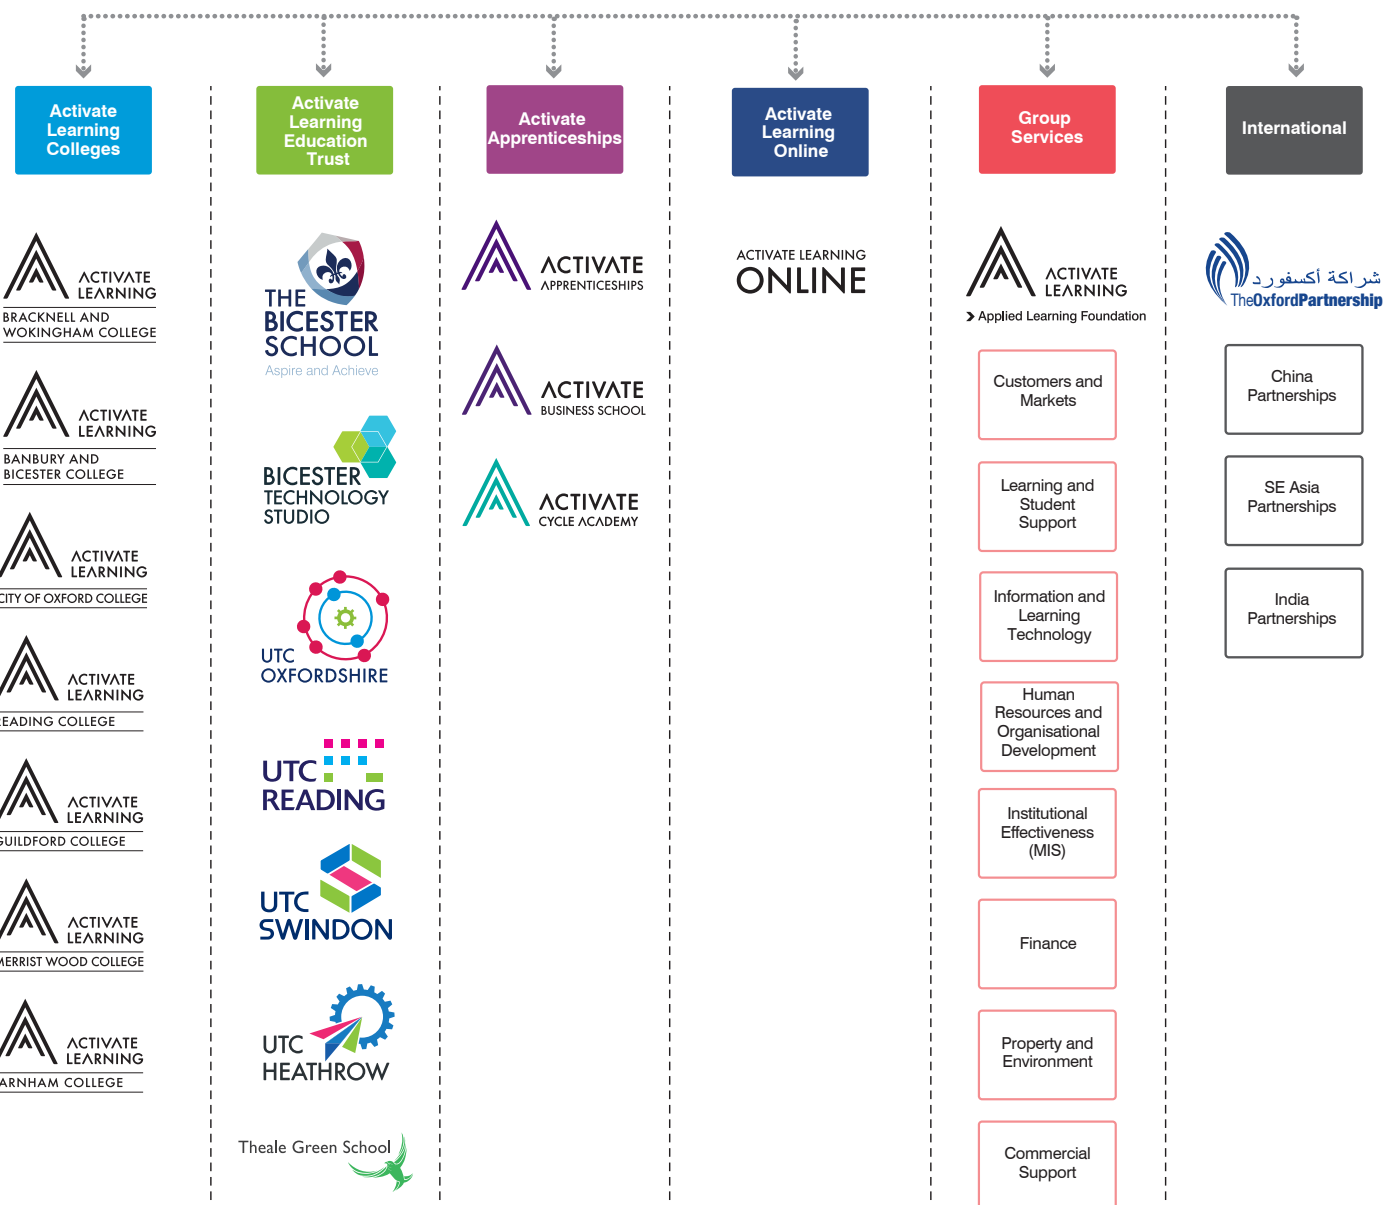 Activate
Learning
Colleges
Activate
Learning
Education
Trust
Activate
Apprenticeships
Activate
Learning
Online
Group
Services
International
ACTIVATE
LEARNING
BRACKNELL AND
WOKINGHAM COLLEGE
ACTIVATE
LEARNING
BANBURY AND
BICESTER COLLEGE
ACTIVATE
LEARNING
CITY OF OXFORD COLLEGE
ACTIVATE
LEARNING
EADING COLLEGE
ACTIVATE
LEARNING
GUILDFORD COLLEGE
ACTIVATE
LEARNING
MERRIST WOOD COLLEGE
ACTIVATE
LEARNING
ARNHAM COLLEGE
THE
BICESTER
SCHOOL
Aspire and Achieve
BICESTER
TECHNOLOGY
STUDIO
UTC
OXFORDSHIRE
UTC
READING
UTC
SWINDON
UTC
HEATHROW
Theale Green School
ACTIVATE
APPRENTICESHIPS
ACTIVATE
BUSINESS SCHOOL
ACTIVATE
CYCLE ACADEMY
ACTIVATE LEARNING
ONLINE
ACTIVATE
LEARNING
Applied Learning Foundation
Customers and
Markets
Learning and
Student
Support
Information and
Learning
Technology
Human
Resources and
Organisational
Development
Institutional
Effectiveness
(MIS)
Finance
Property and
Environment
Commercial
Support
شراكة أكسفورد
TheOxfordPartnership
China
Partnerships
SE Asia
Partnerships
India
Partnerships